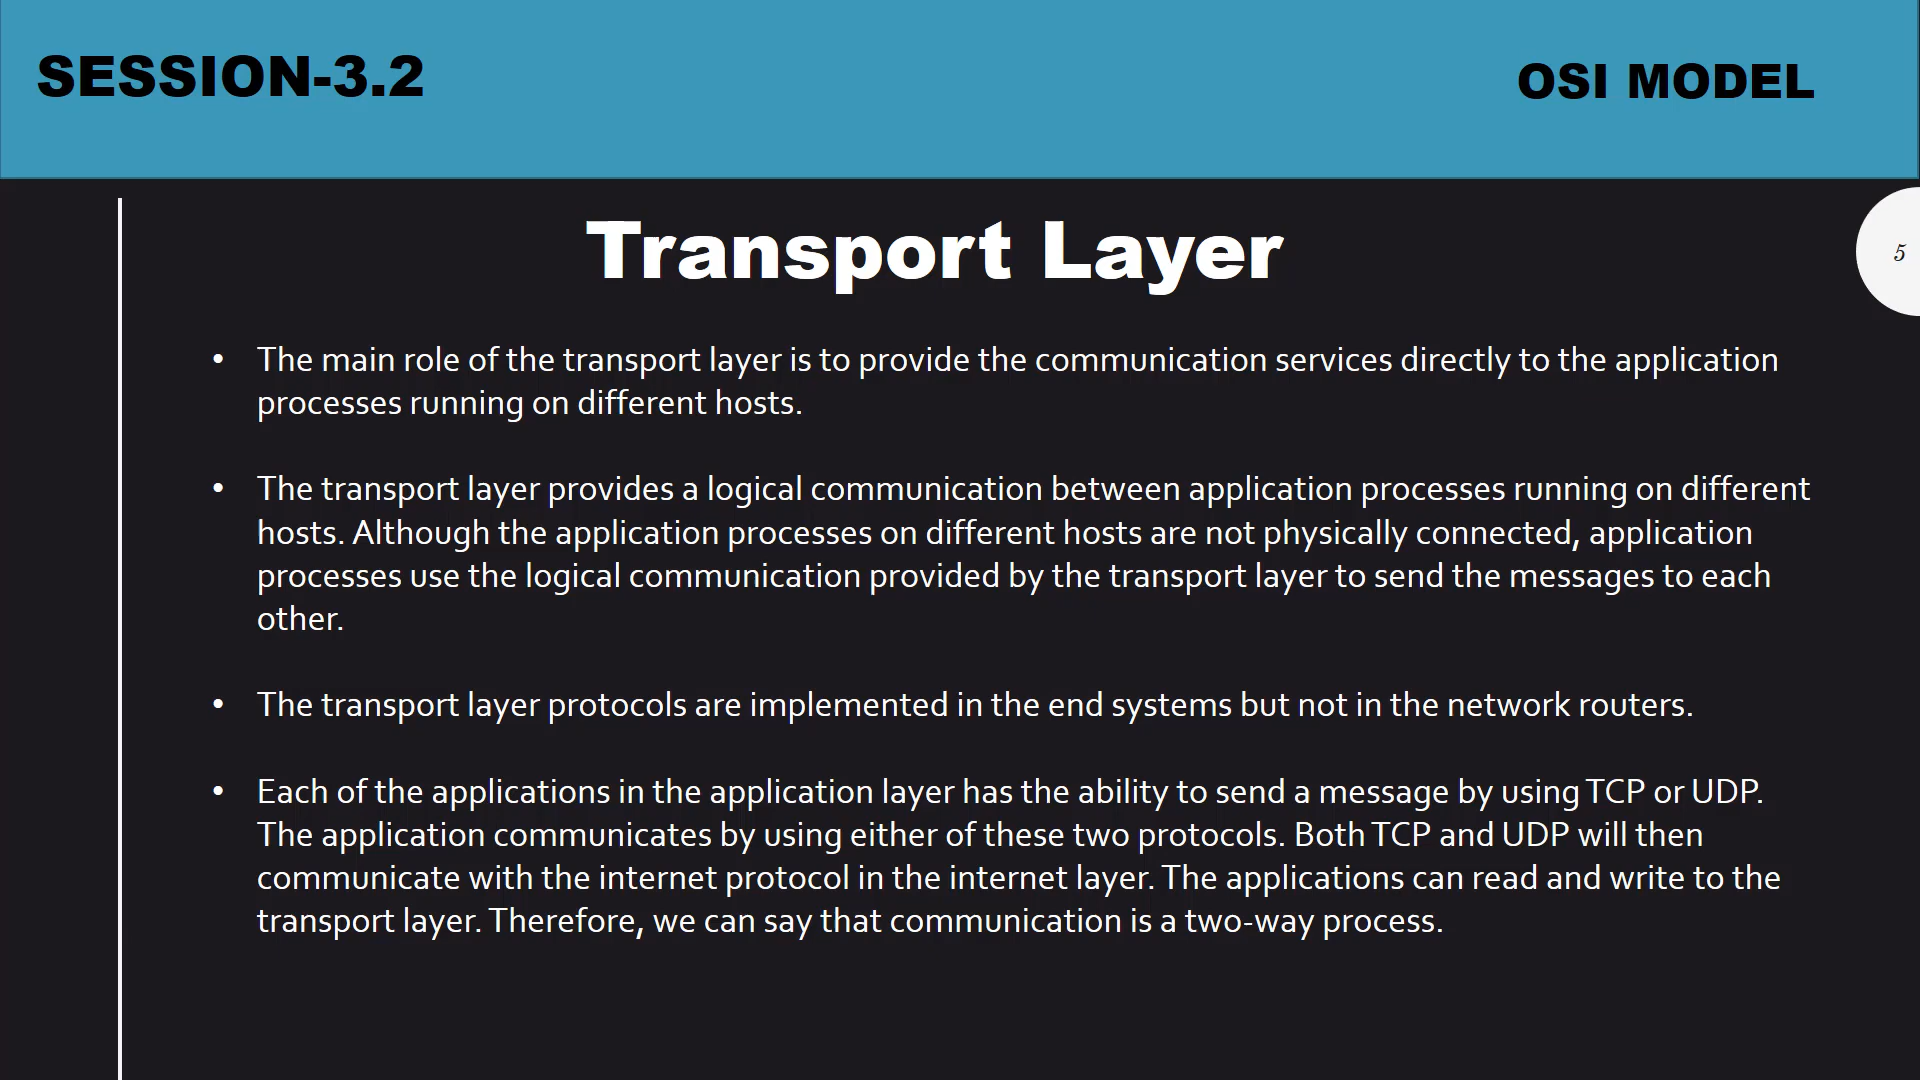 SESSION-3.2
OSI MODEL
5
Transport Layer
• The main role of the transport layer is to provide the communication services directly to the application
processes running on different hosts.
• The transport layer provides a logical communication between application processes running on different
hosts. Although the application processes on different hosts are not physically connected, application
processes use the logical communication provided by the transport layer to send the messages to each
other.
• The transport layer protocols are implemented in the end systems but not in the network routers.
• Each of the applications in the application layer has the ability to send a message by using TCP or UDP.
The application communicates by using either of these two protocols. Both TCP and UDP will then
communicate with the internet protocol in the internet layer. The applications can read and write to the
transport layer. Therefore, we can say that communication is a two-way process.